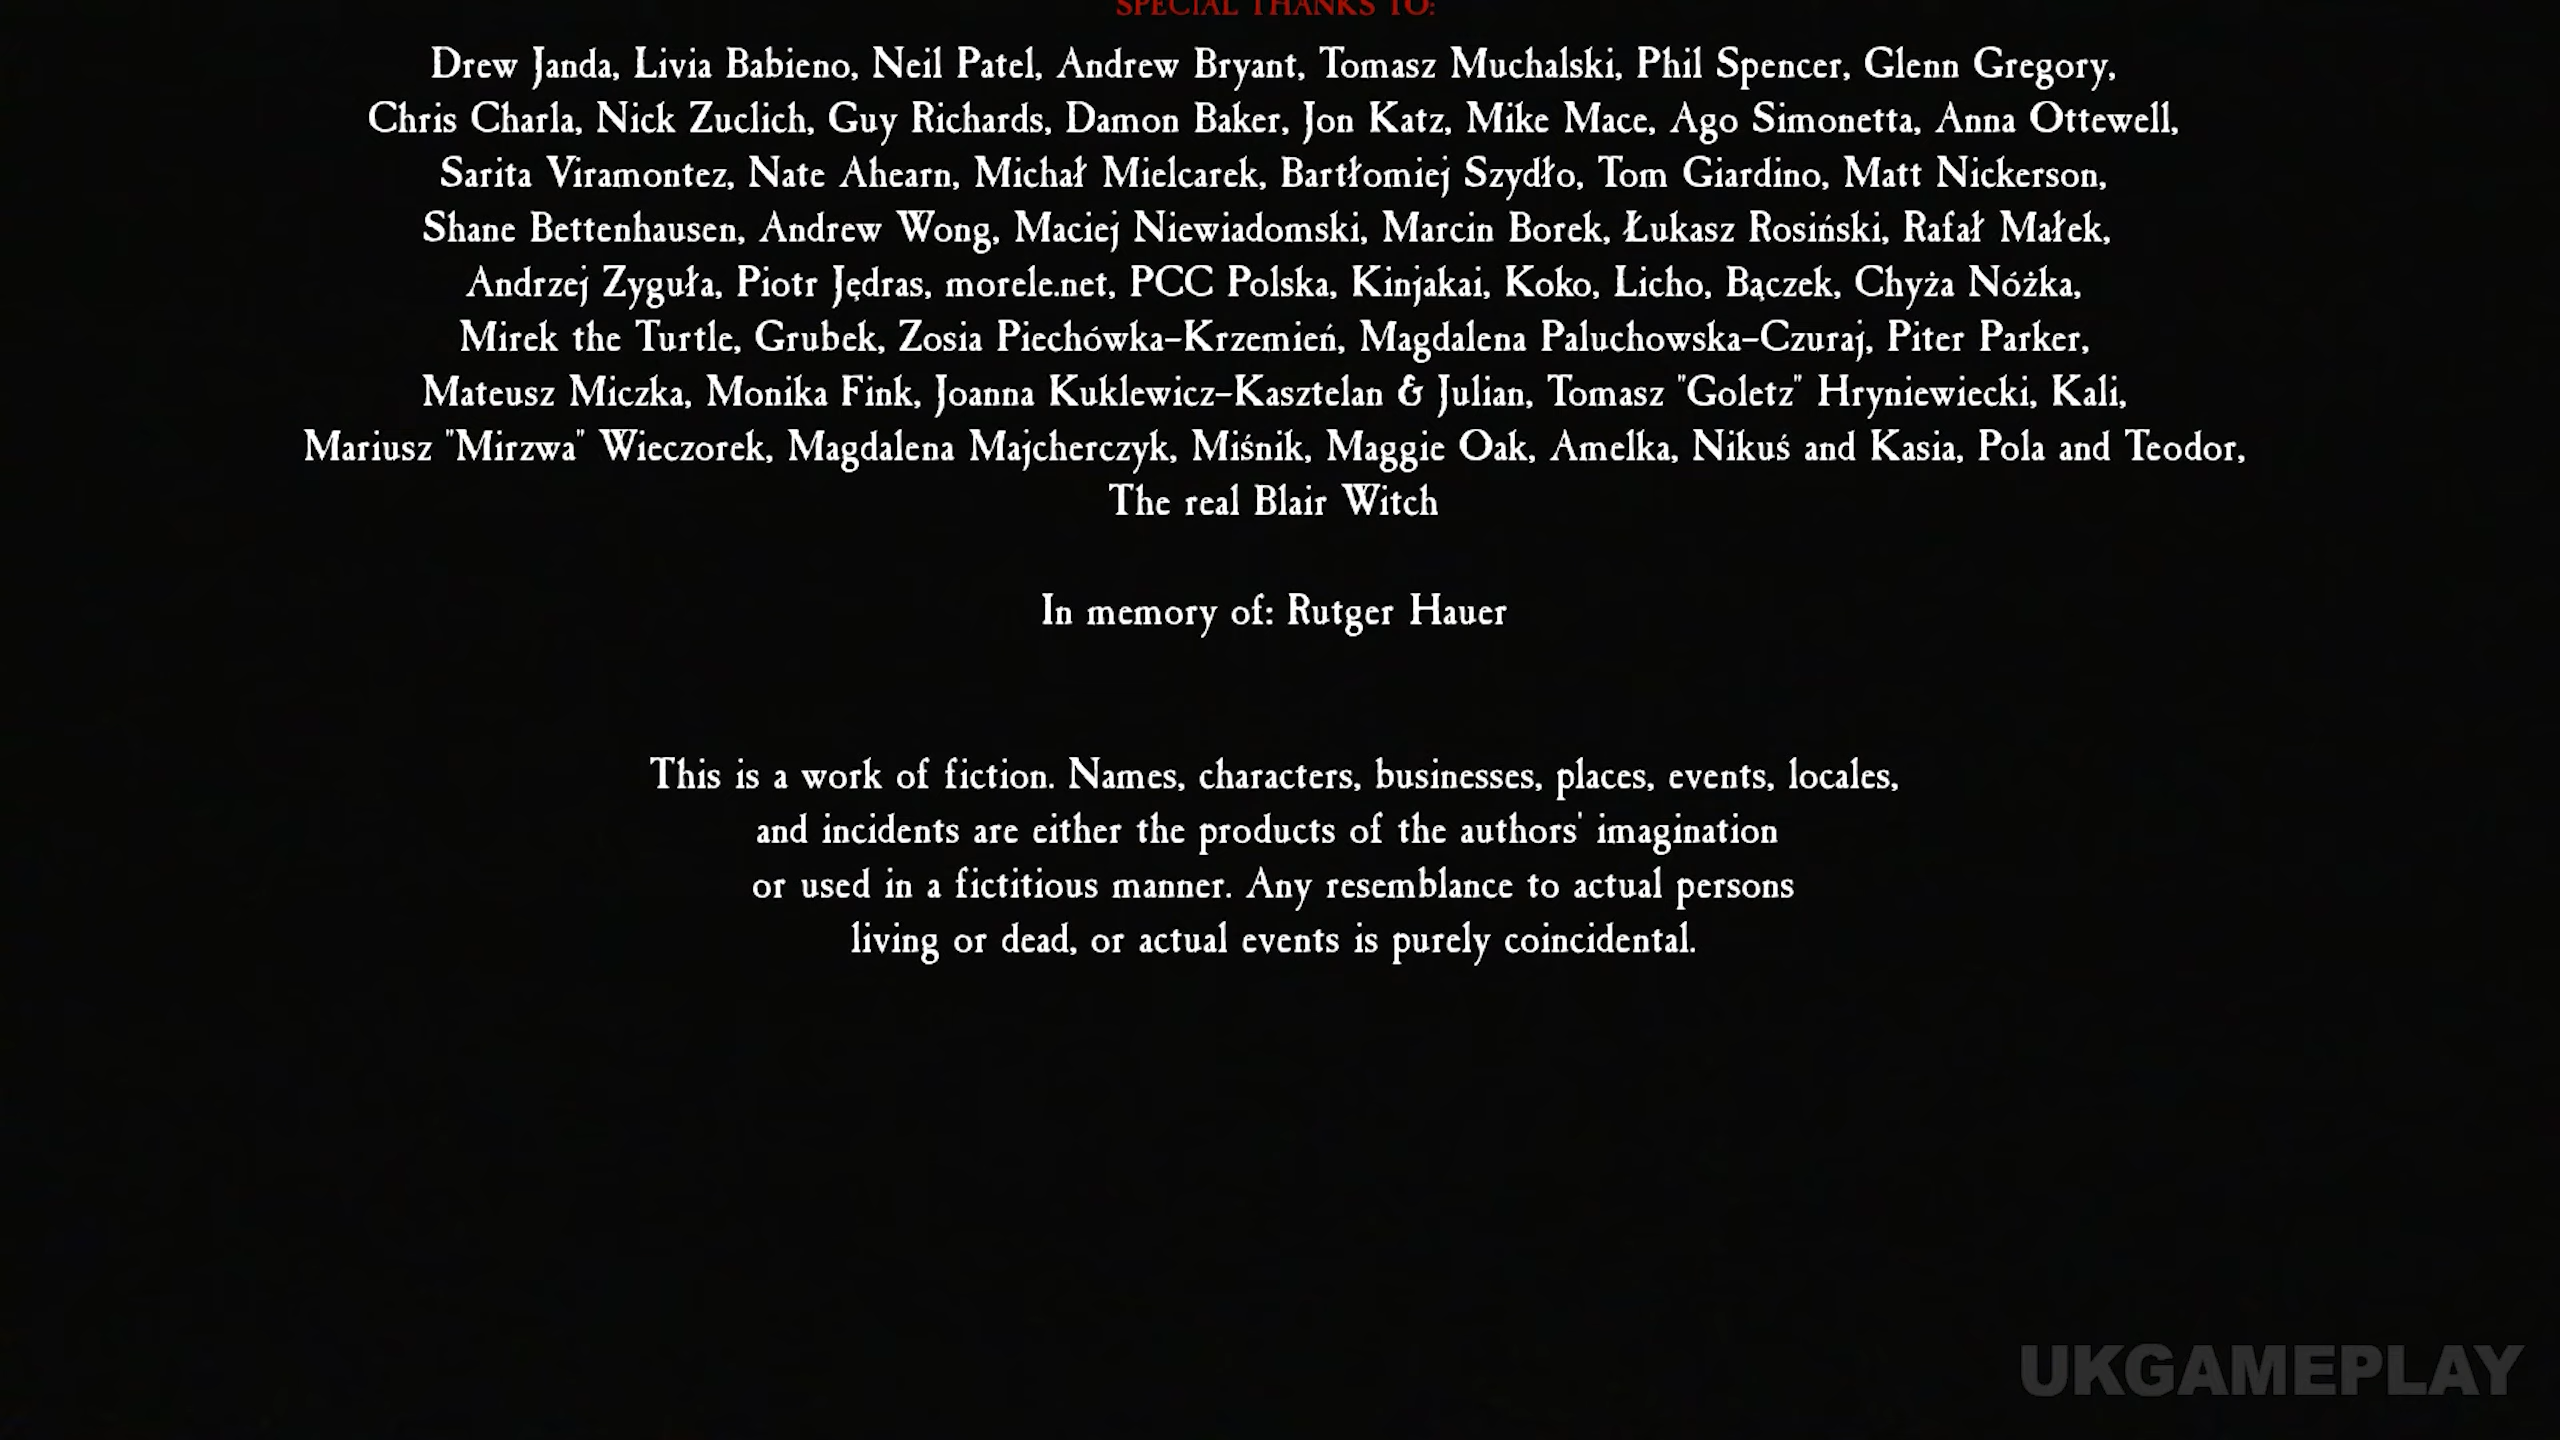 SPECIAL THANKS TO:
Drew Janda, Livia Babieno, Neil Patel, Andrew Bryant, Tomasz Muchalski, Phil Spencer, Glenn Gregory,
Chris Charla, Nick Zuclich, Guy Richards, Damon Baker, Jon Katz, Mike Mace, Ago Simonetta, Anna Ottewell,
Sarita Viramontez, Nate Ahearn, Michał Mielcarek, Bartłomiej Szydło, Tom Giardino, Matt Nickerson,
Shane Bettenhausen, Andrew Wong, Maciej Niewiadomski, Marcin Borek, Łukasz Rosiński, Rafał Małek,
Andrzej Zyguła, Piotr Jędras, morele.net, PCC Polska, Kinjakai, Koko, Licho, Bączek, Chyża Nóżka,
Mirek the Turtle, Grubek, Zosia Piechówka-Krzemień, Magdalena Paluchowska-Czuraj, Piter Parker,
Mateusz Miczka, Monika Fink, Joanna Kuklewicz-Kasztelan & Julian, Tomasz "Goletz" Hryniewiecki, Kali,
Mariusz "Mirzwa" Wieczorek, Magdalena Majcherczyk, Miśnik, Maggie Oak, Amelka, Nikuś and Kasia, Pola and Teodor,
The real Blair Witch
In memory of: Rutger Hauer
This is a work of fiction. Names, characters, businesses, places, events, locales,
and incidents are either the products of the authors' imagination
or used in a fictitious manner. Any resemblance to actual persons
living or dead, or actual events is purely coincidental.
UKGAMEPLAY